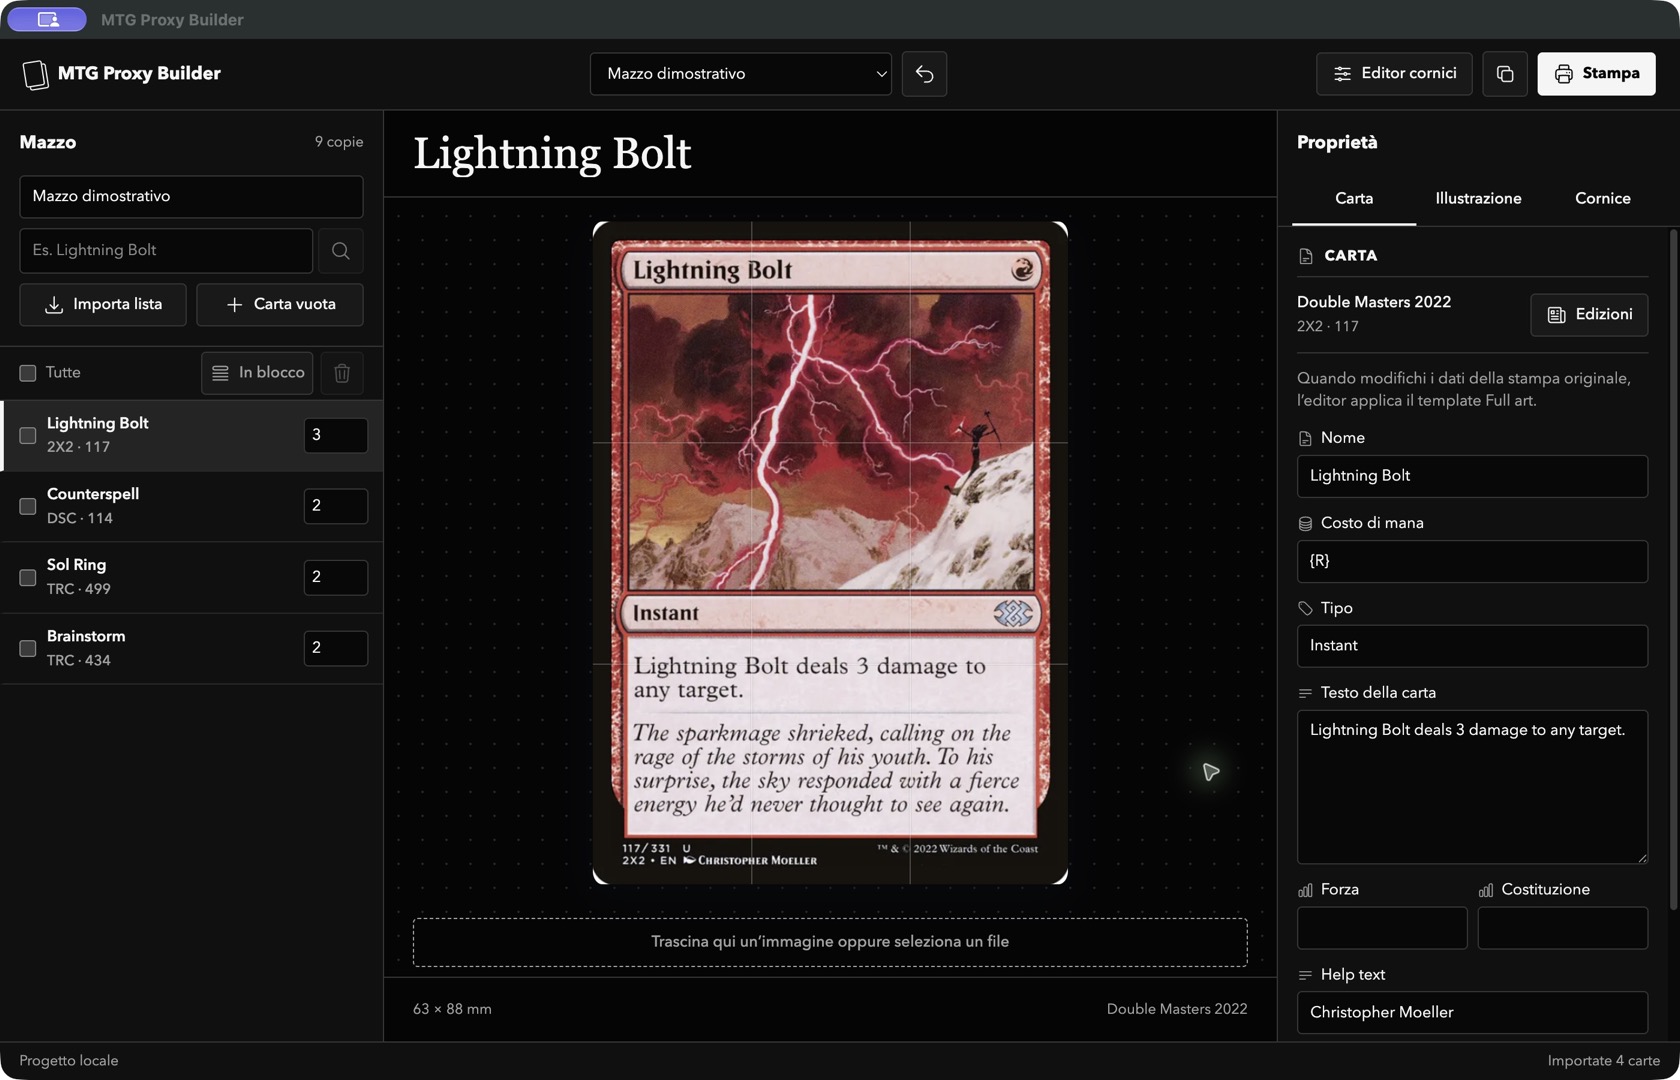 MTG Proxy Builder
MTG Proxy Builder
Mazzo dimostrativo
Editor cornici
Stampa
Mazzo
9 copie
Mazzo dimostrativo
Es. Lightning Bolt
Importa lista
Carta vuota
Tutte
In blocco
Lightning Bolt
2X2 · 117
3
Counterspell
DSC · 114
2
Sol Ring
TRC · 499
2
Brainstorm
TRC · 434
2
Lightning Bolt
Lightning Bolt
Instant
Lightning Bolt deals 3 damage to
any target.
The sparkmage shrieked, calling on the
rage of the storms of his youth. To his
surprise, the sky responded with a fierce
energy he'd never thought to see again.
117/331 U
2X2 • EN Christopher Moeller
™ & © 2022 Wizards of the Coast
Trascina qui un'immagine oppure seleziona un file
63 × 88 mm
Double Masters 2022
Proprietà
Carta
Illustrazione
Cornice
CARTA
Double Masters 2022
2X2 · 117
Edizioni
Quando modifichi i dati della stampa originale,
l'editor applica il template Full art.
Nome
Lightning Bolt
Costo di mana
{R}
Tipo
Instant
Testo della carta
Lightning Bolt deals 3 damage to any target.
Forza
Costituzione
Help text
Christopher Moeller
Progetto locale
Importate 4 carte